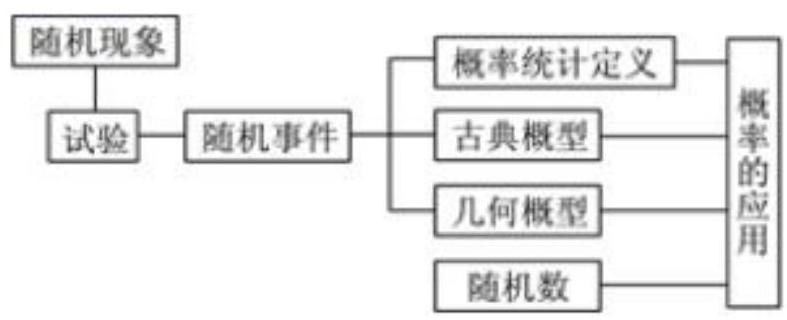 随机现象
试验
随机事件
概率统计定义
古典概型
几何概型
随机数
概率的应用